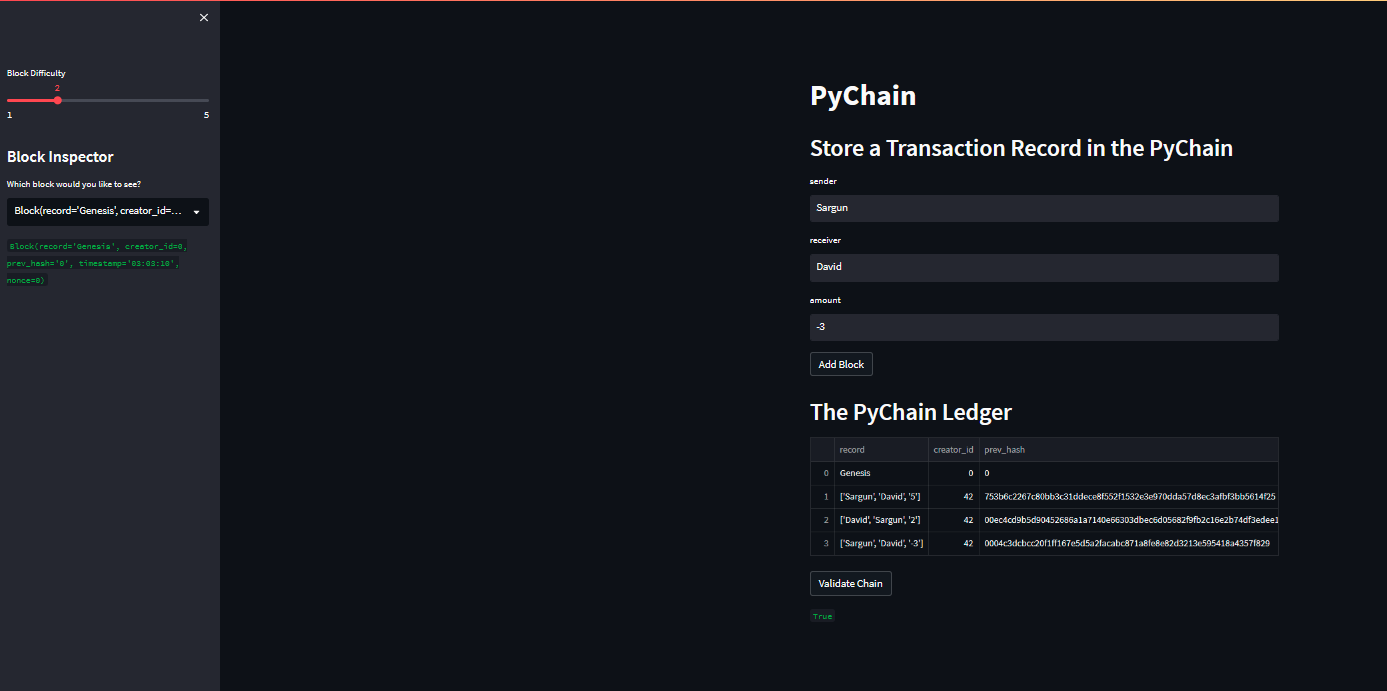 ×
Block Difficulty
2
1 5
Block Inspector
Which block would you like to see?
Block(record='Genesis', creator_id=...
Block(record='Genesis', creator_id=0,
prev_hash='0', timestamp='03:03:10',
nonce=0)
PyChain
Store a Transaction Record in the PyChain
sender
Sargun
receiver
David
amount
-3
Add Block
The PyChain Ledger
record creator_id prev_hash
0 Genesis 0 0
1 ['Sargun', 'David', '5'] 42 753b6c2267c80bb3c31ddece8f552f1532e3e970dda57d8ec3afbf3bb5614f25
2 ['David', 'Sargun', '2'] 42 00ec4cd9b5d90452686a1a7140e66303dbec6d05682f9fb2c16e2b74df3edee1
3 ['Sargun', 'David', '-3'] 42 0004c3dcbcc20f1ff167e5d5a2facabc871a8fe8e82d3213e595418a4357f829
Validate Chain
True